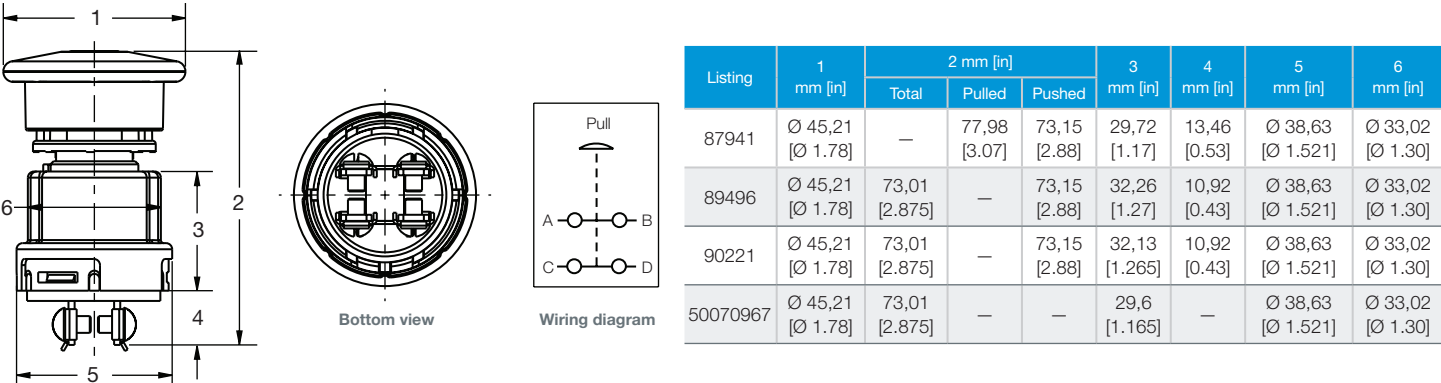 1
2
3
4
5
6
Bottom view
Pull
A
B
C
D
Wiring diagram
Listing 1 mm [in] 2 mm [in] 3 mm [in] 4 mm [in] 5 mm [in] 6 mm [in]
Total Pulled Pushed
87941 Ø 45,21 [Ø 1.78] — 77,98 [3.07] 73,15 [2.88] 29,72 [1.17] 13,46 [0.53] Ø 38,63 [Ø 1.521] Ø 33,02 [Ø 1.30]
89496 Ø 45,21 [Ø 1.78] 73,01 [2.875] — 73,15 [2.88] 32,26 [1.27] 10,92 [0.43] Ø 38,63 [Ø 1.521] Ø 33,02 [Ø 1.30]
90221 Ø 45,21 [Ø 1.78] 73,01 [2.875] — 73,15 [2.88] 32,13 [1.265] 10,92 [0.43] Ø 38,63 [Ø 1.521] Ø 33,02 [Ø 1.30]
50070967 Ø 45,21 [Ø 1.78] 73,01 [2.875] — — 29,6 [1.165] — Ø 38,63 [Ø 1.521] Ø 33,02 [Ø 1.30]